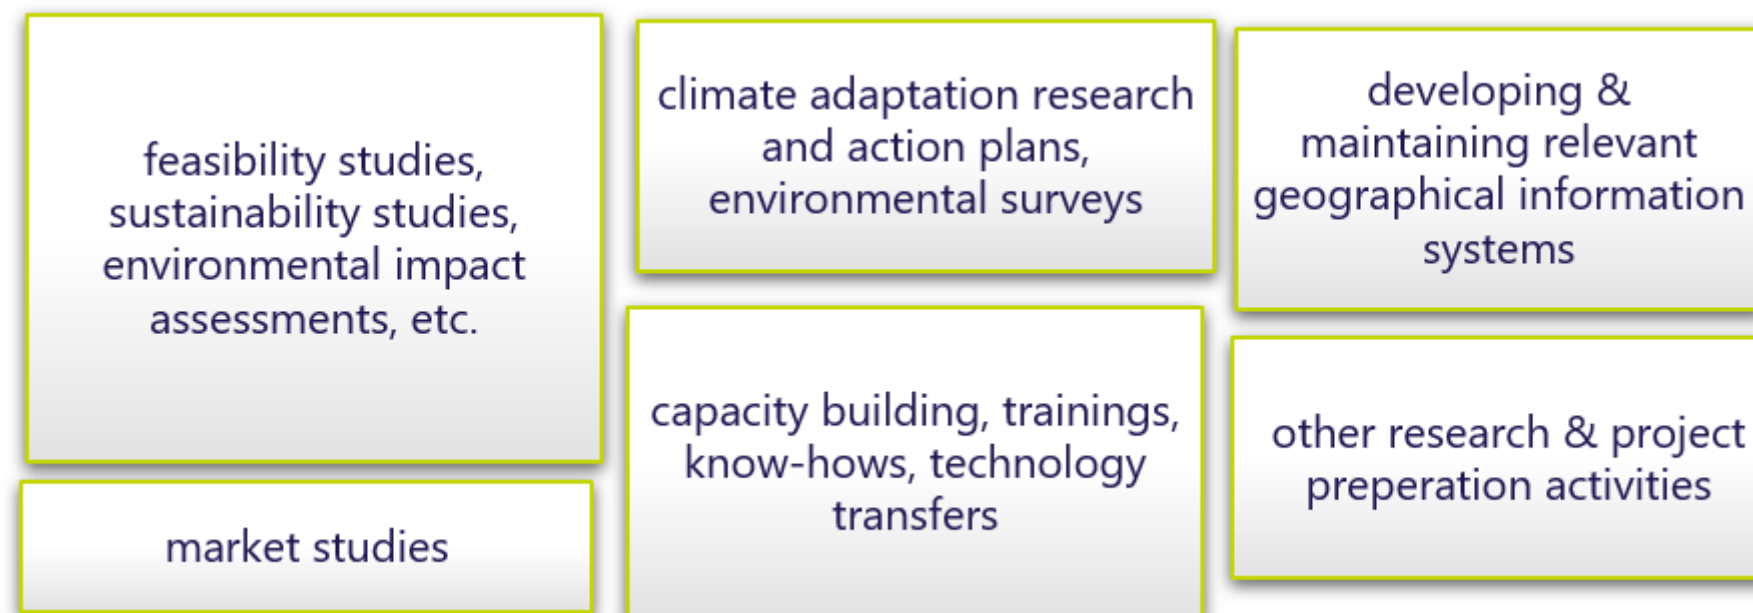 feasibility studies,
sustainability studies,
environmental impact
assessments, etc.
market studies
climate adaptation research
and action plans,
environmental surveys
capacity building, trainings,
know-hows, technology
transfers
developing &
maintaining relevant
geographical information
systems
other research & project
preperation activities